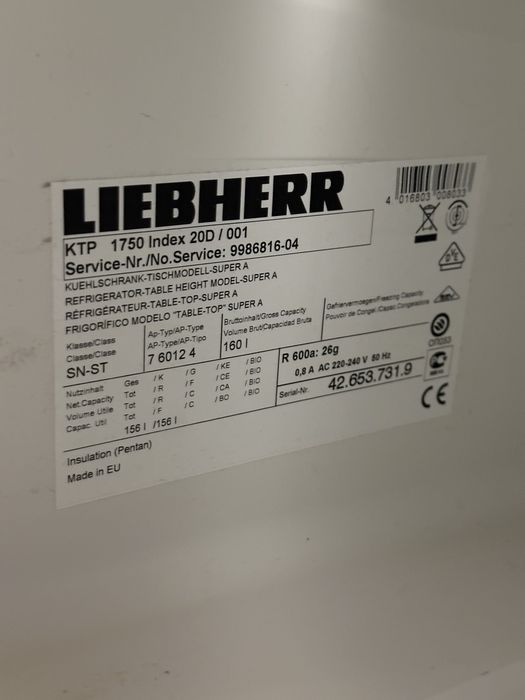 LIEBHERR
4 016803 008033
KTP 1750 Index 20D / 001
Service-Nr./No.Service: 9986816-04
KUEHLSCHRANK-TISCHMODELL-SUPER A
REFRIGERATOR-TABLE HEIGHT MODEL-SUPER A
RÉFRIGÉRATEUR-TABLE-TOP-SUPER A
FRIGORÍFICO MODELO "TABLE-TOP" SUPER A
Klasse/Class
Classe/Clase
SN-ST
Ap-Typ/AP-Type
AP-Type/AP-Tipo
7 6012 4
Bruttoinhalt/Gross Capacity
Volume Brut/Capacidad Bruta
160 l
Gefriervermoegen/Freezing Capacity
Pouvoir de Congel./Capac.Congelacion
Nutzinhalt Ges / K / G / KE / BIO
Net.Capacity Tot / R / F / CE / BIO
Volume Utile Tot / R / C / CA / BIO
Capac. Util Tot / F / C / BO / BIO
156 l /156 l
R 600a: 26g
0,8 A AC 220-240 V 50 Hz
Serial-Nr. 42.653.731.9
CE
Insulation (Pentan)
Made in EU